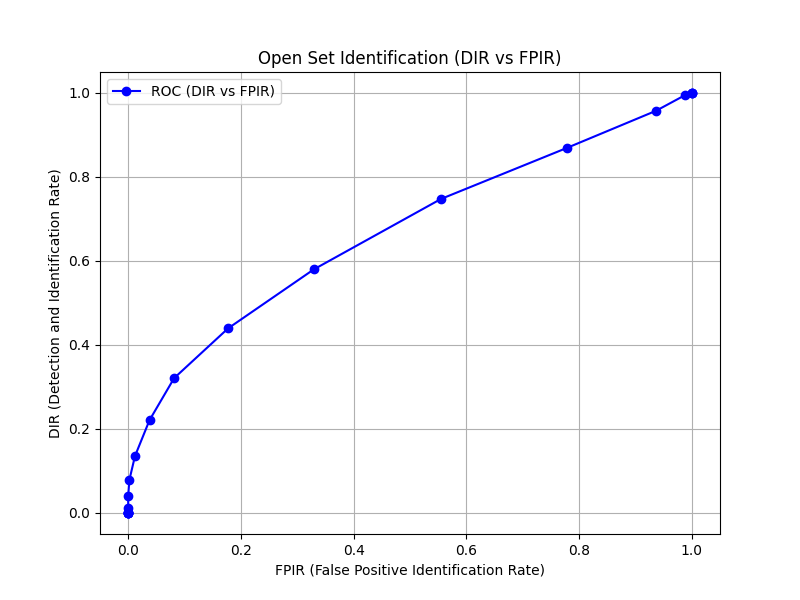 Open Set Identification (DIR vs FPIR)
ROC (DIR vs FPIR)
DIR (Detection and Identification Rate)
1.0
0.8
0.6
0.4
0.2
0.0
0.0 0.2 0.4 0.6 0.8 1.0
FPIR (False Positive Identification Rate)